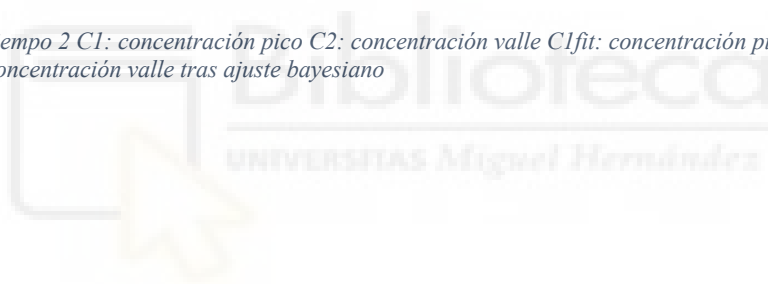 empo 2 C1: concentración pico C2: concentración valle C1fit: concentración pi
oncentración valle tras ajuste bayesiano
Biblioteca
UNIVERSITAS Miguel Hernández